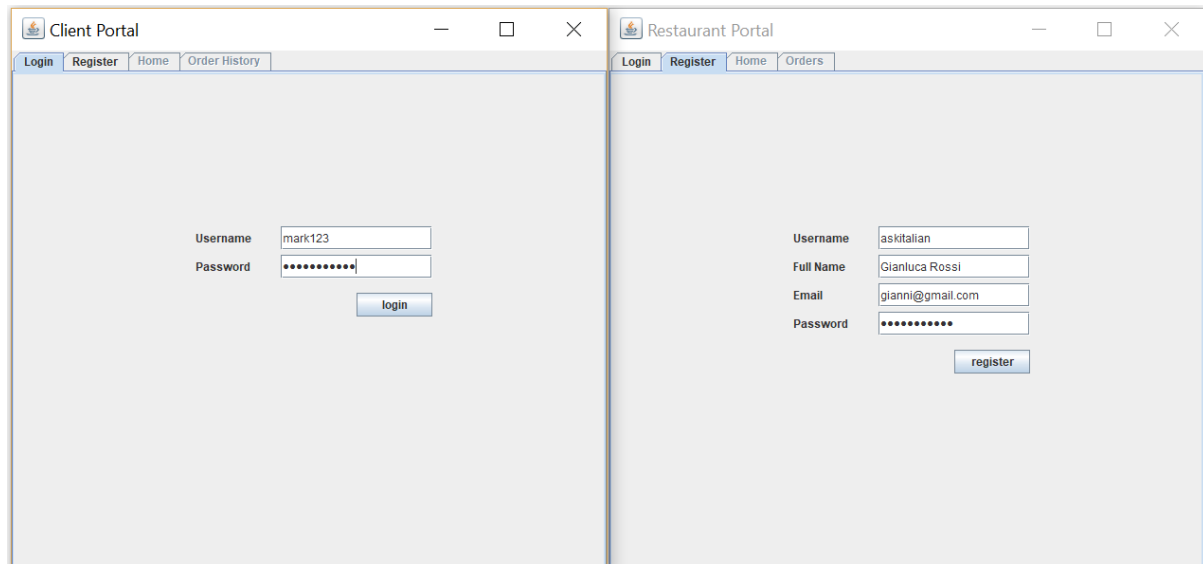 Client Portal
Login Register Home Order History
Username mark123
Password •••••••••••
login
Restaurant Portal
Login Register Home Orders
Username askitalian
Full Name Gianluca Rossi
Email gianni@gmail.com
Password •••••••••••
register